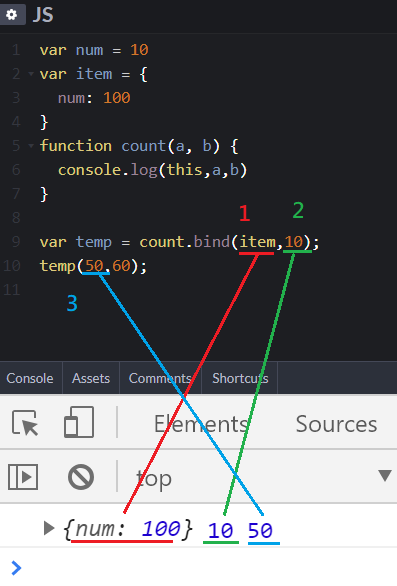 JS
1 var num = 10
2 var item = {
3 num: 100
4 }
5 function count(a, b) {
6 console.log(this,a,b)
7 }
8
1 2
9 var temp = count.bind(item,10);
10 temp(50,60);
11
3
Console Assets Comments Shortcuts
Elements Sources
top
{num: 100} 10 50